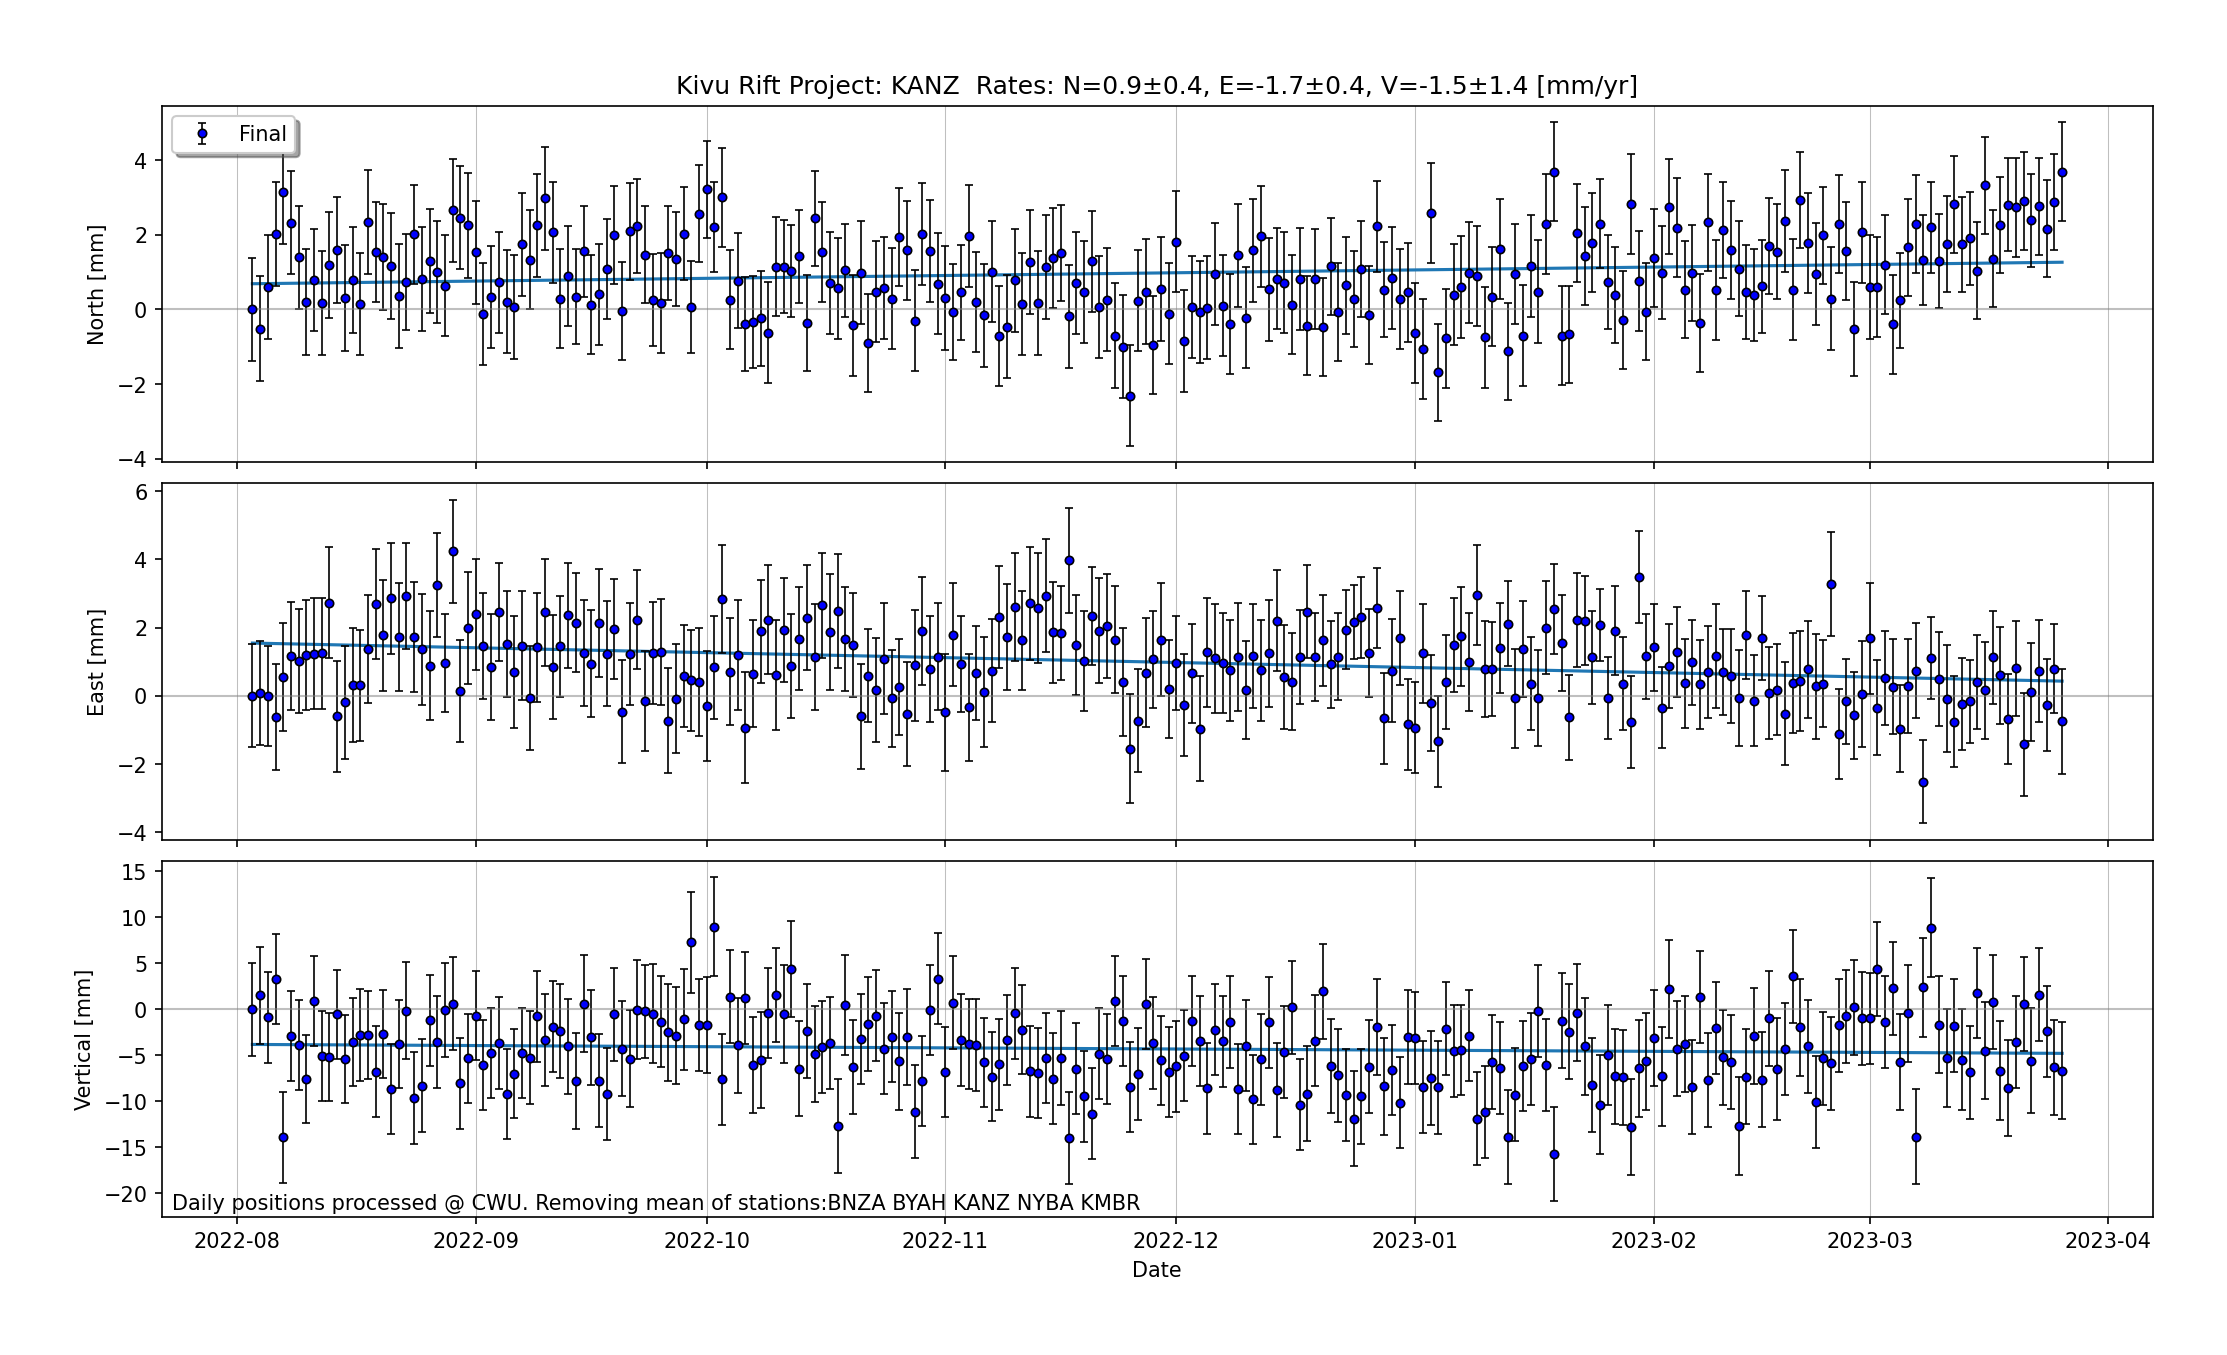 Kivu Rift Project: KANZ  Rates: N=0.9±0.4, E=-1.7±0.4, V=-1.5±1.4 [mm/yr]
Final
4
2
0
−2
−4
North [mm]
6
4
2
0
−2
−4
East [mm]
15
10
5
0
−5
−10
−15
−20
Vertical [mm]
Daily positions processed @ CWU. Removing mean of stations:BNZA BYAH KANZ NYBA KMBR
2022-08 2022-09 2022-10 2022-11 2022-12 2023-01 2023-02 2023-03 2023-04
Date